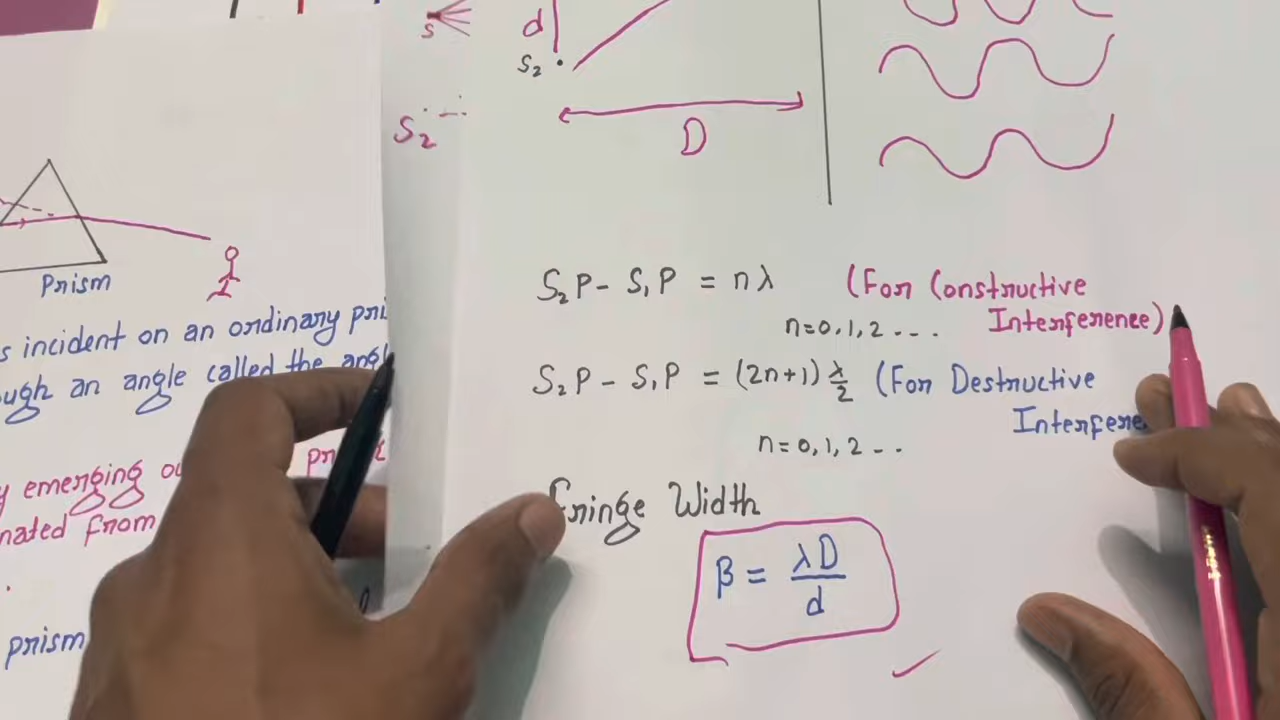 Prism
s incident on an ordinary pri
ugh an angle called the angl
y emerging ou
nated from
prism
S
d
S₂
S₂
D
S₂P - S₁P = nλ (For Constructive
Interference)
n=0,1,2 ....
S₂P - S₁P = (2n+1) λ/2 (For Destructive
Interfere
n=0,1,2 ..
Fringe Width
β = λD/d